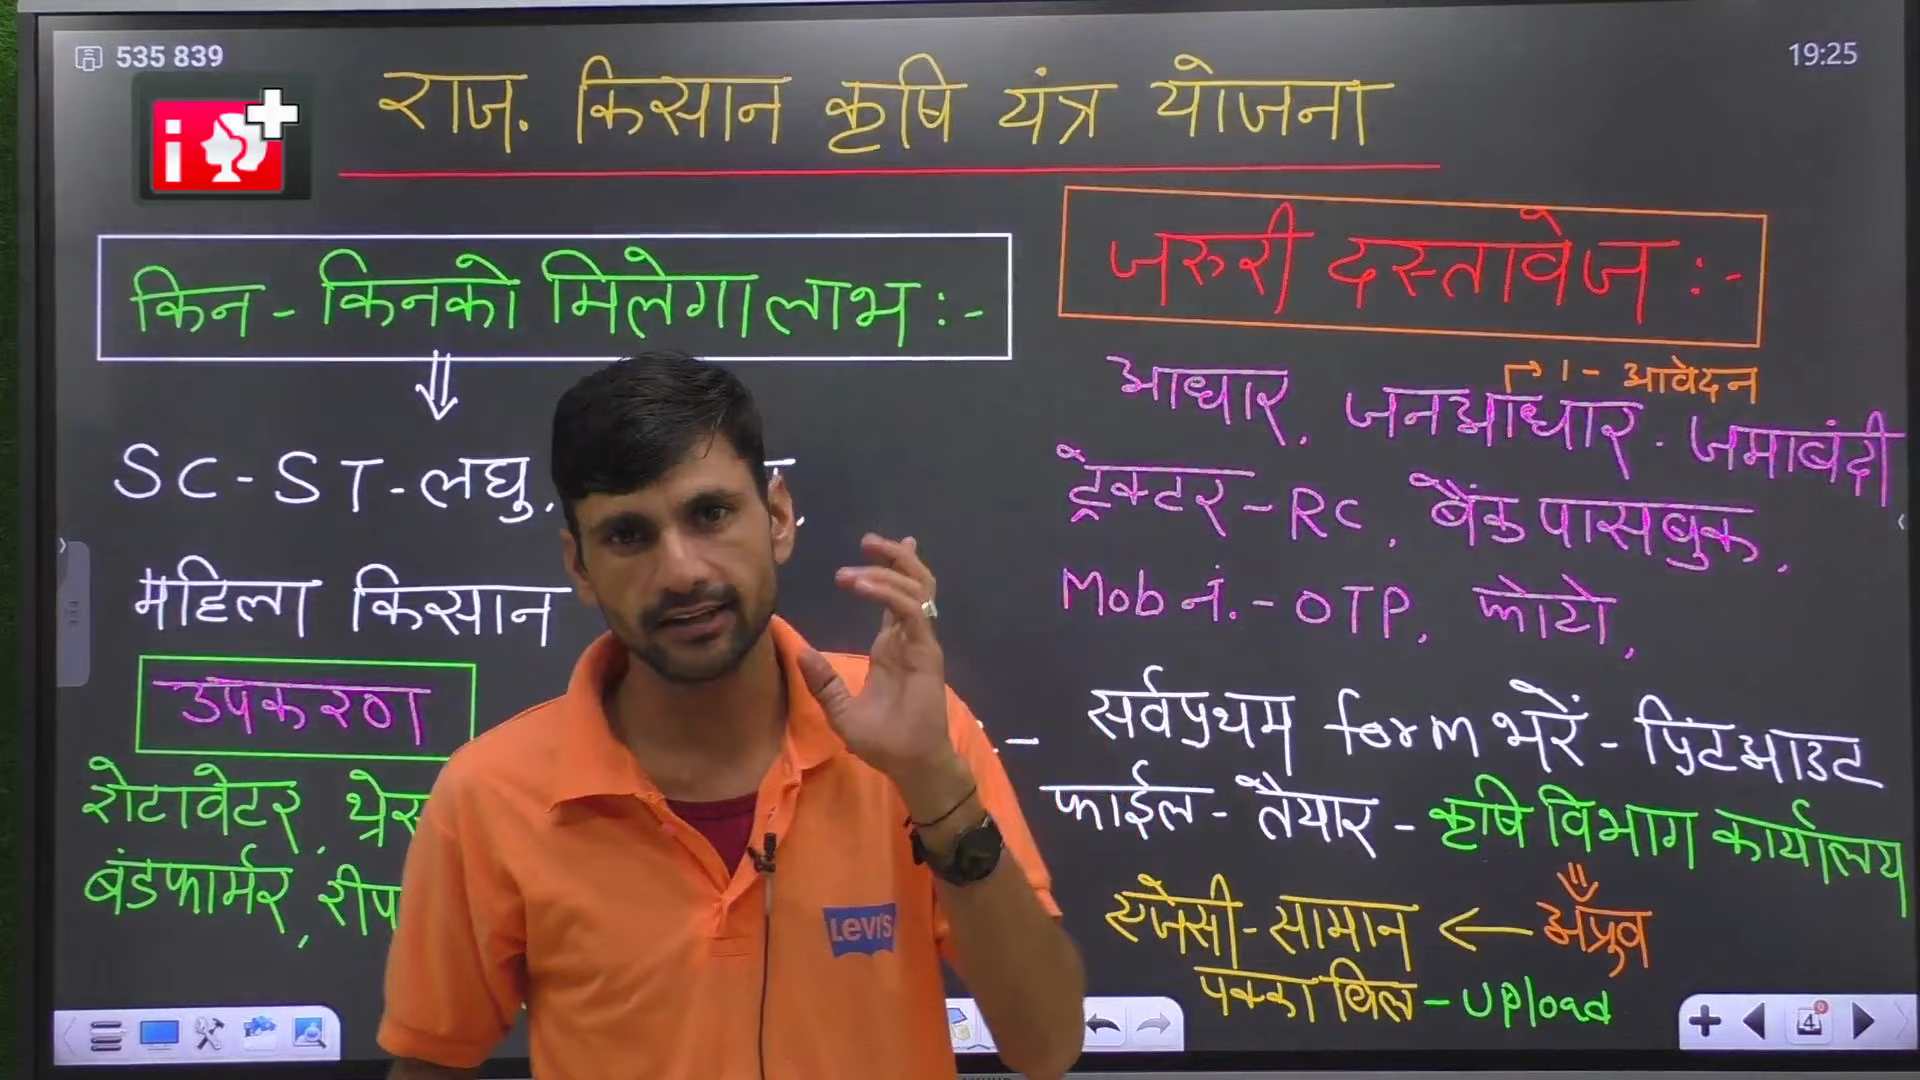 535 839
19:25
राज. किसान कृषि यंत्र योजना
किन - किनको मिलेगा लाभ :-
SC - ST - लघु,
महिला किसान
उपकरण
रोटावेटर, थ्रेस
बंडफार्मर, रीप
जरुरी दस्तावेज :-
1 - आवेदन
आधार, जनआधार - जमाबंदी
ट्रेक्टर - RC, बैंक पासबुक,
Mob नं. - OTP, फोटो,
सर्वप्रथम form भरें - प्रिंटआउट
फाईल - तैयार - कृषि विभाग कार्यालय
एजेंसी - सामान ← अँप्रुव
पक्का बिल - Upload
LEVI'S
4